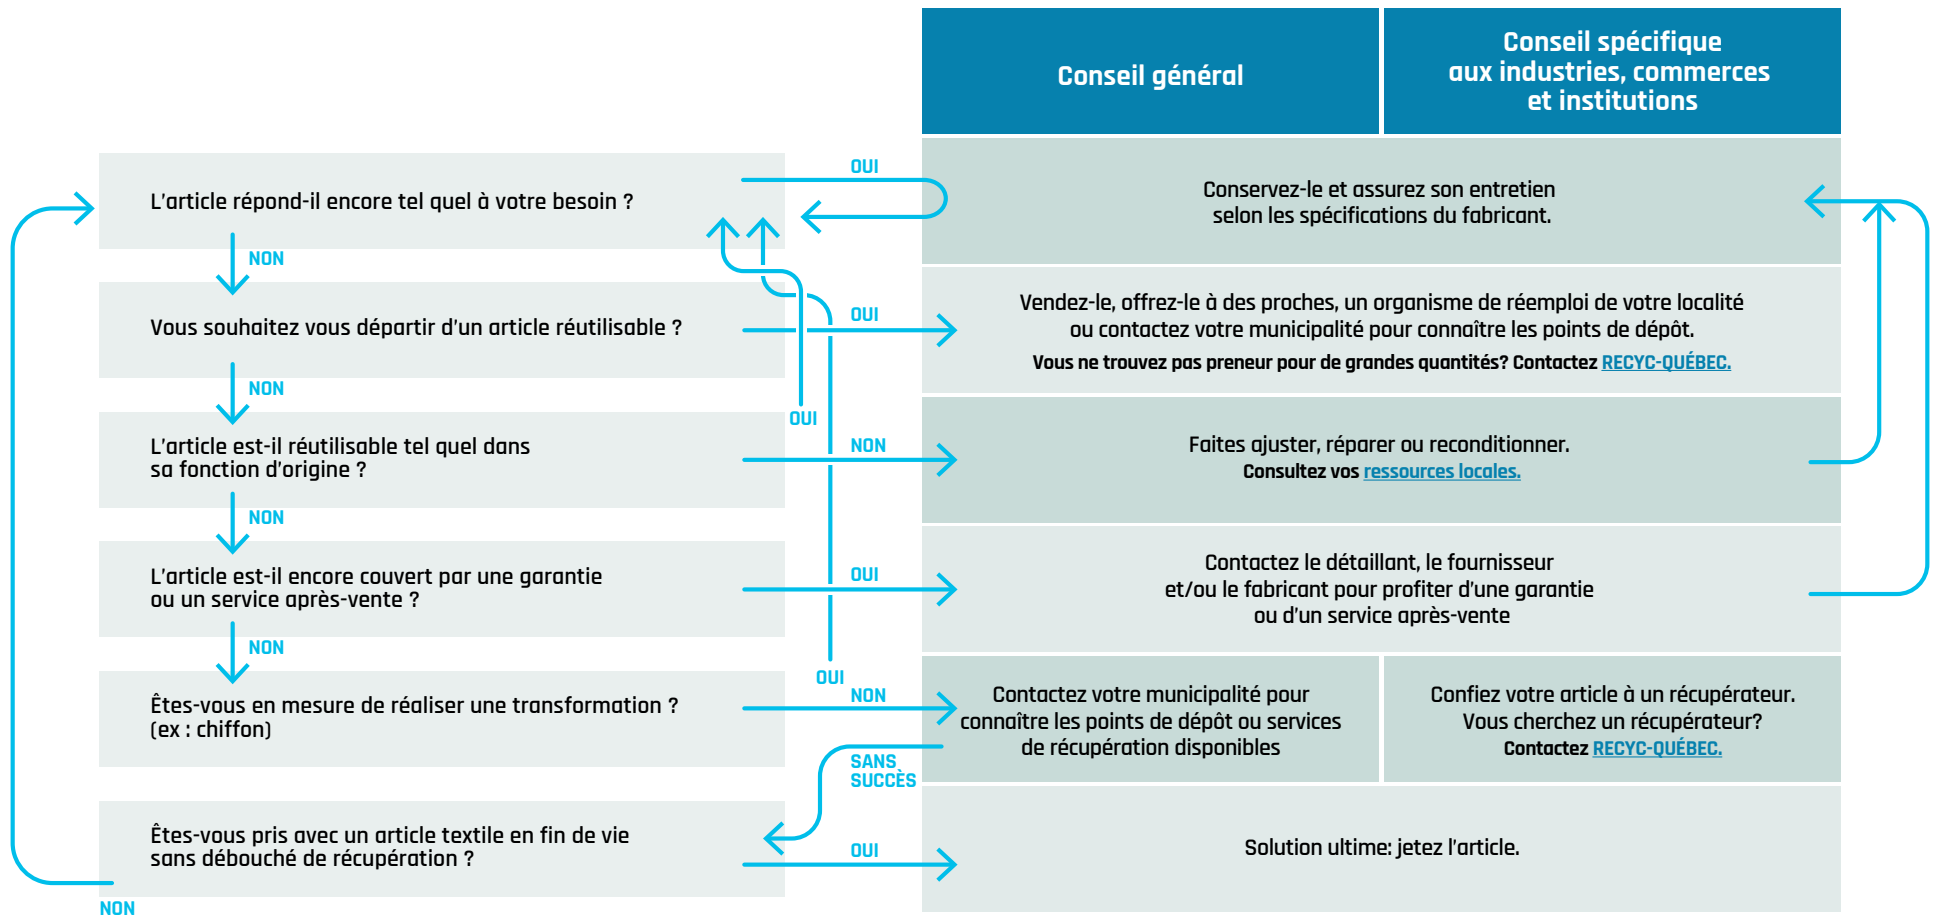 Conseil général
Conseil spécifique
aux industries, commerces
et institutions
L'article répond-il encore tel quel à votre besoin ?
OUI
Conservez-le et assurez son entretien
selon les spécifications du fabricant.
NON
Vous souhaitez vous départir d'un article réutilisable ?
OUI
Vendez-le, offrez-le à des proches, un organisme de réemploi de votre localité
ou contactez votre municipalité pour connaître les points de dépôt.
Vous ne trouvez pas preneur pour de grandes quantités? Contactez RECYC-QUÉBEC.
NON
OUI
L'article est-il réutilisable tel quel dans
sa fonction d'origine ?
NON
Faites ajuster, réparer ou reconditionner.
Consultez vos ressources locales.
NON
L'article est-il encore couvert par une garantie
ou un service après-vente ?
OUI
Contactez le détaillant, le fournisseur
et/ou le fabricant pour profiter d'une garantie
ou d'un service après-vente
NON
OUI
Êtes-vous en mesure de réaliser une transformation ?
(ex : chiffon)
NON
Contactez votre municipalité pour
connaître les points de dépôt ou services
de récupération disponibles
Confiez votre article à un récupérateur.
Vous cherchez un récupérateur?
Contactez RECYC-QUÉBEC.
SANS
SUCCÈS
Êtes-vous pris avec un article textile en fin de vie
sans débouché de récupération ?
OUI
Solution ultime: jetez l'article.
NON